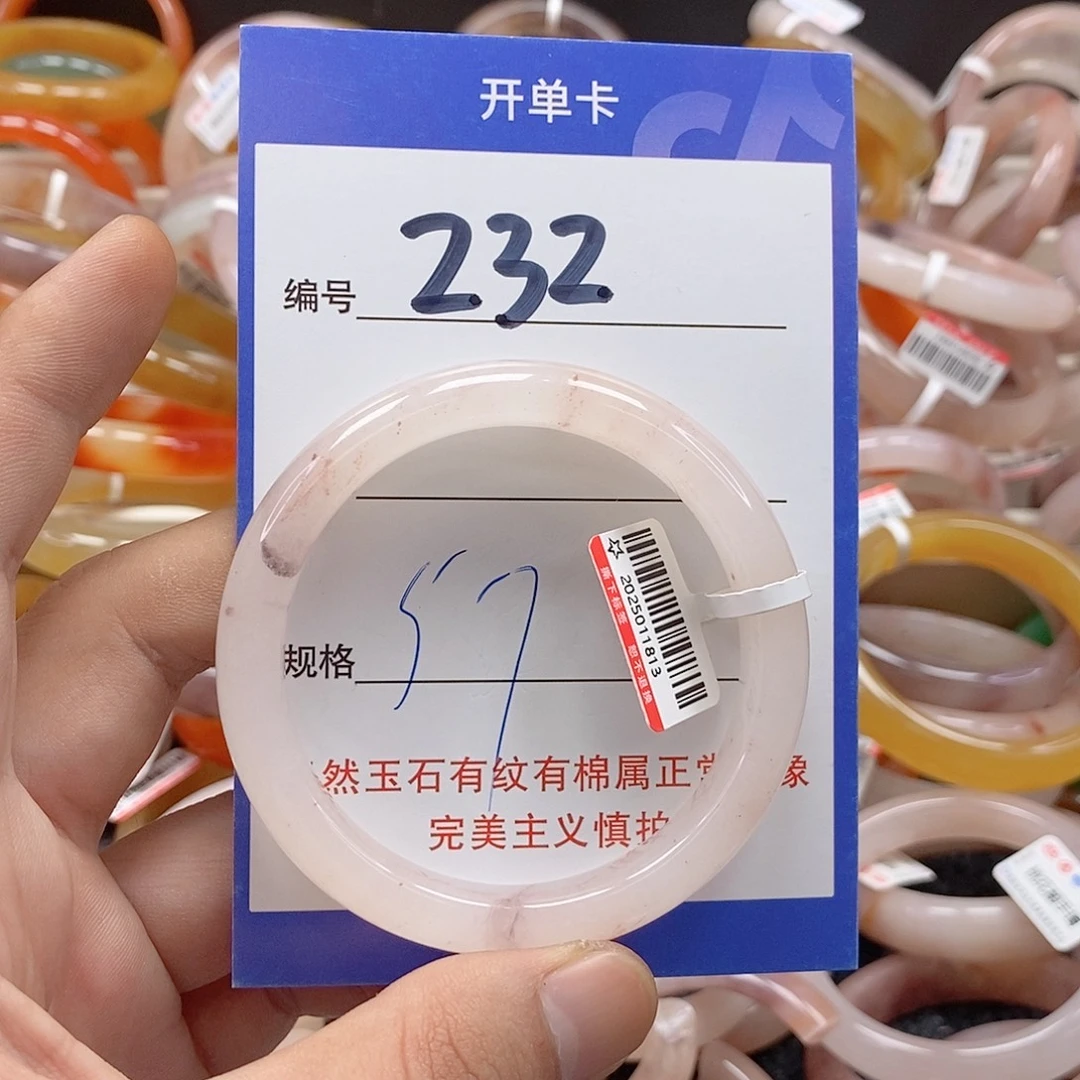 开单卡
编号 232
规格 57
2025011813
然玉石有纹有棉属正常
完美主义慎拍